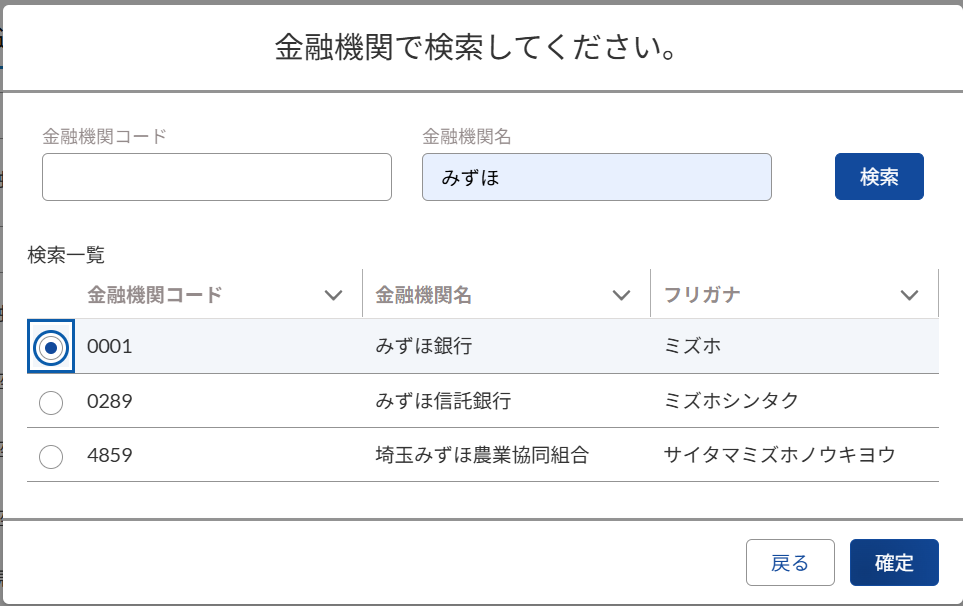 金融機関で検索してください。
金融機関コード 金融機関名
みずほ 検索
検索一覧
金融機関コード 金融機関名 フリガナ
0001 みずほ銀行 ミズホ
0289 みずほ信託銀行 ミズホシンタク
4859 埼玉みずほ農業協同組合 サイタマミズホノウキヨウ
戻る 確定